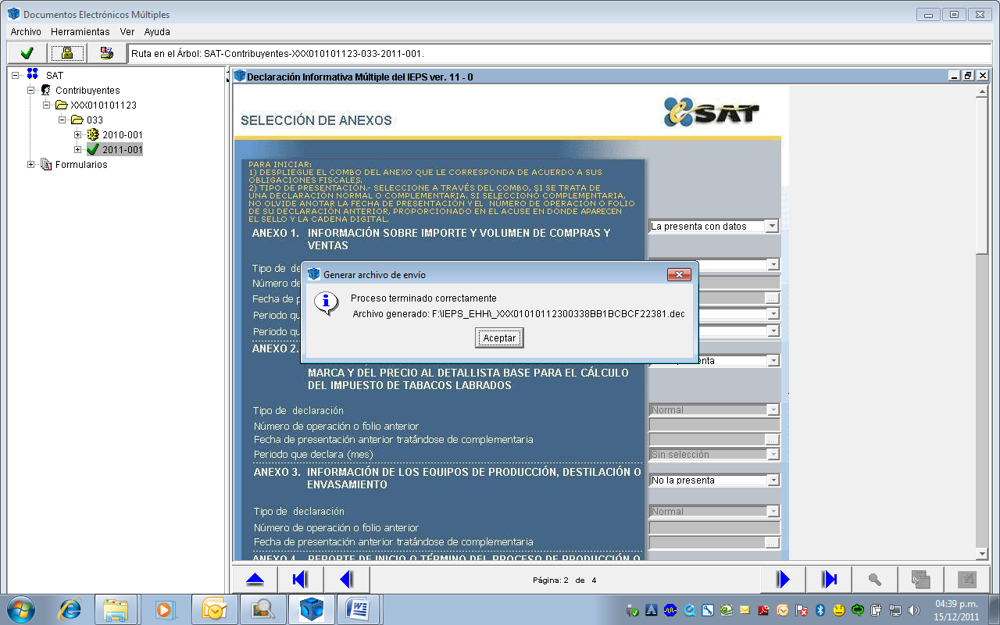 Documentos Electrónicos Múltiples
Archivo Herramientas Ver Ayuda
Ruta en el Árbol: SAT-Contribuyentes-XXX010101123-033-2011-001.
SAT
Contribuyentes
XXX010101123
033
2010-001
2011-001
Formularios
Declaración Informativa Múltiple del IEPS ver. 11 - 0
SELECCIÓN DE ANEXOS
e SAT
PARA INICIAR:
1) DESPLIEGUE EL COMBO DEL ANEXO QUE LE CORRESPONDA DE ACUERDO A SUS
OBLIGACIONES FISCALES.
2) TIPO DE PRESENTACIÓN.- SELECCIONE A TRAVÉS DEL COMBO, SI SE TRATA DE
UNA DECLARACIÓN NORMAL O COMPLEMENTARIA. SI SELECCIONÓ COMPLEMENTARIA,
NO OLVIDE ANOTAR LA FECHA DE PRESENTACIÓN Y EL NÚMERO DE OPERACIÓN O FOLIO
DE SU DECLARACIÓN ANTERIOR, PROPORCIONADO EN EL ACUSE EN DONDE APARECEN
EL SELLO Y LA CADENA DIGITAL.
La presenta con datos
ANEXO 1. INFORMACIÓN SOBRE IMPORTE Y VOLUMEN DE COMPRAS Y
VENTAS
Tipo de de
Número de
Fecha de p
Periodo qu
Periodo qu
Generar archivo de envío
Proceso terminado correctamente
Archivo generado: F:\IEPS_EHH\_XXX01010112300338BB1BCBCF22381.dec
Aceptar
ANEXO 2.
enta
MARCA Y DEL PRECIO AL DETALLISTA BASE PARA EL CÁLCULO
DEL IMPUESTO DE TABACOS LABRADOS
Tipo de declaración
Normal
Número de operación o folio anterior
Fecha de presentación anterior tratándose de complementaria
...
Periodo que declara (mes)
Sin selección
ANEXO 3. INFORMACIÓN DE LOS EQUIPOS DE PRODUCCIÓN, DESTILACIÓN O
ENVASAMIENTO
No la presenta
Tipo de declaración
Normal
Número de operación o folio anterior
Fecha de presentación anterior tratándose de complementaria
...
ANEXO 4. REPORTE DE INICIO O TÉRMINO DEL PROCESO DE PRODUCCIÓN O
Página: 2 de 4
04:39 p.m.
15/12/2011